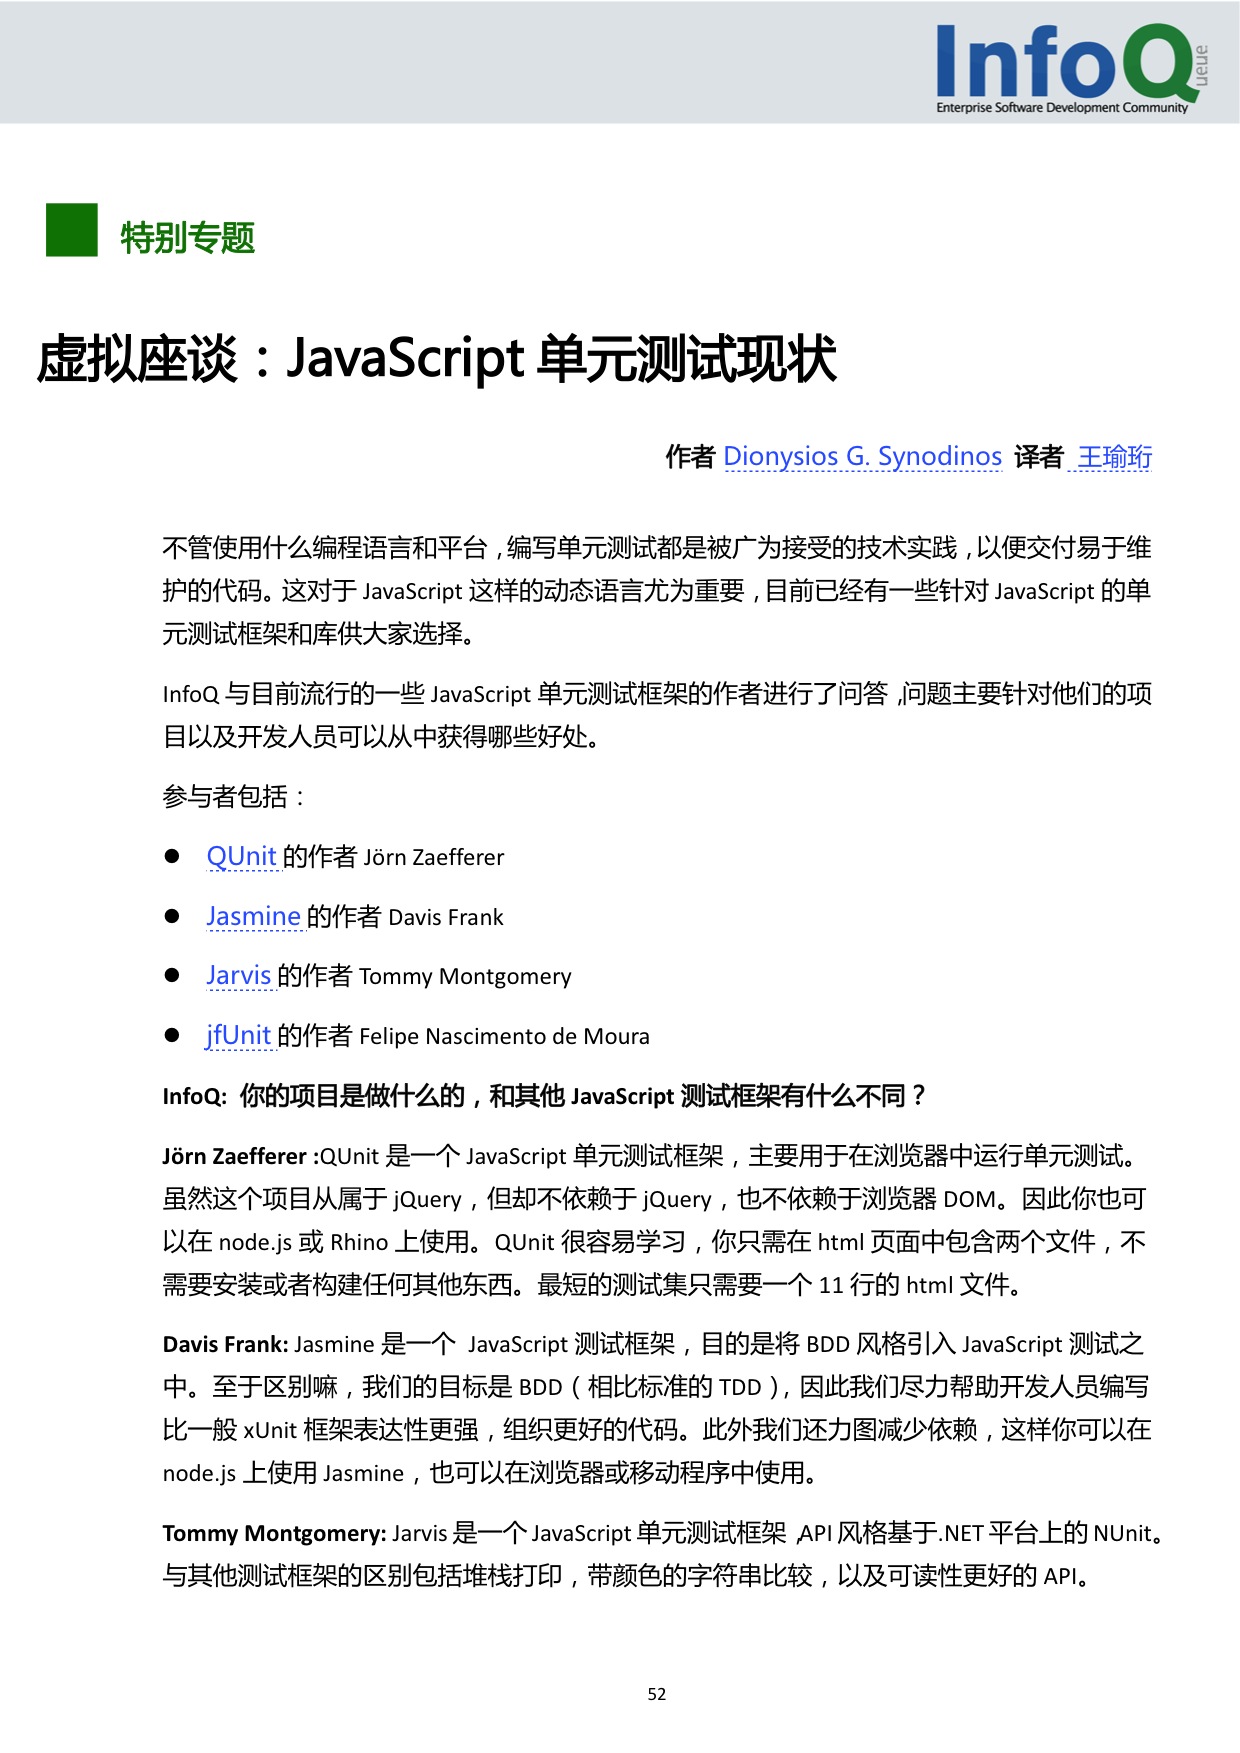 InfoQueue
Enterprise Software Development Community
特别专题
虚拟座谈：JavaScript 单元测试现状
作者 Dionysios G. Synodinos 译者 王瑜珩
不管使用什么编程语言和平台，编写单元测试都是被广为接受的技术实践，以便交付易于维
护的代码。这对于 JavaScript 这样的动态语言尤为重要，目前已经有一些针对 JavaScript 的单
元测试框架和库供大家选择。
InfoQ 与目前流行的一些 JavaScript 单元测试框架的作者进行了问答，问题主要针对他们的项
目以及开发人员可以从中获得哪些好处。
参与者包括：
● QUnit 的作者 Jörn Zaefferer
● Jasmine 的作者 Davis Frank
● Jarvis 的作者 Tommy Montgomery
● jfUnit 的作者 Felipe Nascimento de Moura
InfoQ: 你的项目是做什么的，和其他 JavaScript 测试框架有什么不同？
Jörn Zaefferer :QUnit 是一个 JavaScript 单元测试框架，主要用于在浏览器中运行单元测试。
虽然这个项目从属于 jQuery，但却不依赖于 jQuery，也不依赖于浏览器 DOM。因此你也可
以在 node.js 或 Rhino 上使用。QUnit 很容易学习，你只需在 html 页面中包含两个文件，不
需要安装或者构建任何其他东西。最短的测试集只需要一个 11 行的 html 文件。
Davis Frank: Jasmine 是一个 JavaScript 测试框架，目的是将 BDD 风格引入 JavaScript 测试之
中。至于区别嘛，我们的目标是 BDD（相比标准的 TDD），因此我们尽力帮助开发人员编写
比一般 xUnit 框架表达性更强，组织更好的代码。此外我们还力图减少依赖，这样你可以在
node.js 上使用 Jasmine，也可以在浏览器或移动程序中使用。
Tommy Montgomery: Jarvis 是一个 JavaScript 单元测试框架，API 风格基于.NET 平台上的 NUnit。
与其他测试框架的区别包括堆栈打印，带颜色的字符串比较，以及可读性更好的 API。
52